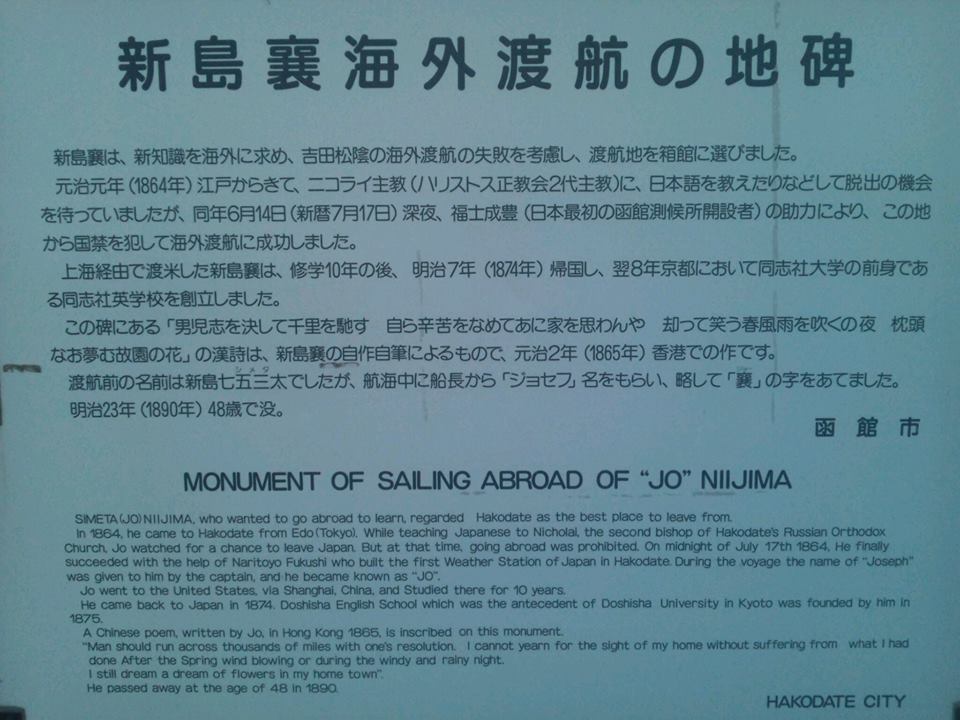 新島襄海外渡航の地碑
新島襄は、新知識を海外に求め、吉田松陰の海外渡航の失敗を考慮し、渡航地を箱館に選びました。
元治元年(1864年)江戸からきて、ニコライ主教(ハリストス正教会2代主教)に、日本語を教えたりなどして脱出の機会
を待っていましたが、同年6月14日(新暦7月17日)深夜、福士成豊(日本最初の函館測候所開設者)の助力により、この地
から国禁を犯して海外渡航に成功しました。
上海経由で渡米した新島襄は、修学10年の後、明治7年(1874年)帰国し、翌8年京都において同志社大学の前身であ
る同志社英学校を創立しました。
この碑にある「男児志を決して千里を馳す 自ら辛苦をなめてあに家を思わんや 却って笑う春風雨を吹くの夜 枕頭
なお夢む故園の花」の漢詩は、新島襄の自作自筆によるもので、元治2年(1865年)香港での作です。
シメタ
渡航前の名前は新島七五三太でしたが、航海中に船長から「ジョセフ」名をもらい、略して「襄」の字をあてました。
明治23年(1890年)48歳で没。
函館市
MONUMENT OF SAILING ABROAD OF "JO" NIIJIMA
SIMETA(JO)NIIJIMA, who wanted to go abroad to learn, regarded Hakodate as the best place to leave from.
In 1864, he came to Hakodate from Edo(Tokyo). While teaching Japanese to Nicholai, the second bishop of Hakodate's Russian Orthodox
Church, Jo watched for a chance to leave Japan. But at that time, going abroad was prohibited. On midnight of July 17th 1864, He finally
succeeded with the help of Naritoyo Fukushi who built the first Weather Station of Japan in Hakodate. During the voyage the name of "Joseph"
was given to him by the captain, and he became known as "JO".
Jo went to the United States, via Shanghai, China, and Studied there for 10 years.
He came back to Japan in 1874. Doshisha English School which was the antecedent of Doshisha University in Kyoto was founded by him in
1875.
A Chinese poem, written by Jo, in Hong Kong 1865, is inscribed on this monument.
"Man should run across thousands of miles with one's resolution. I cannot yearn for the sight of my home without suffering from what I had
done After the Spring wind blowing or during the windy and rainy night.
I still dream a dream of flowers in my home town".
He passed away at the age of 48 in 1890.
HAKODATE CITY